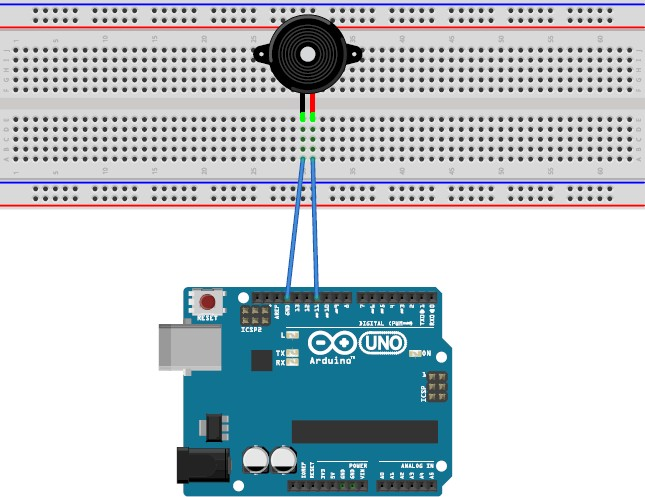 1 5 10 15 20 25 35 40 45 50 55 60
J
I
H
G
F
E
D
C
B
A
1 5 10 15 20 25 35 40 45 50 55 60
AREF
GND
13
12
~11
~10
~9
8
7
~6
~5
4
~3
2
TX
RX
RESET
ICSP2
DIGITAL (PWM~)
L
TX
RX
UNO
ON
Arduino™
1
ICSP
IOREF
RESET
3V3
5V
GND
GND
VIN
POWER
ANALOG IN
A0
A1
A2
A3
A4
A5